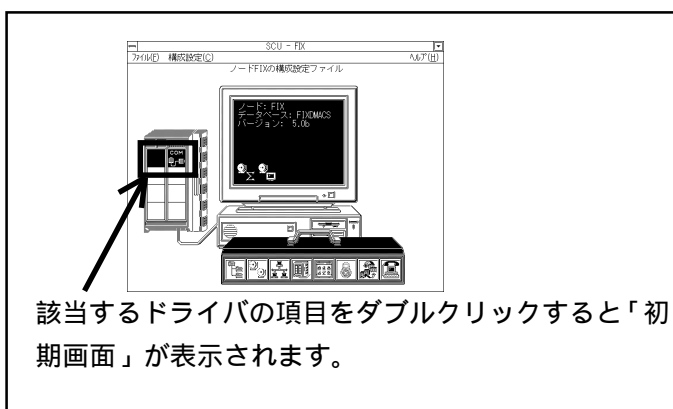 SCU - FIX
ファイル(F) 構成設定(C) ヘルプ(H)
ノードFIXの構成設定ファイル
ノード: FIX
データベース: FIXDMACS
バージョン: 5.0b
COM
該当するドライバの項目をダブルクリックすると「初
期画面」が表示されます。